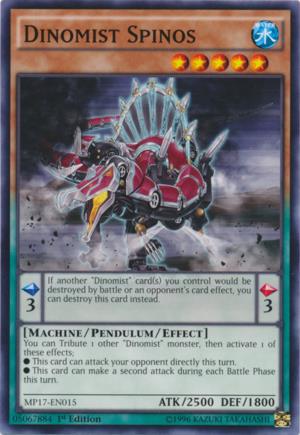 DINOMIST SPINOS
WATER
水
If another "Dinomist" card(s) you control would be
destroyed by battle or an opponent's card effect, you
can destroy this card instead.
3
3
[MACHINE/PENDULUM/EFFECT]
You can Tribute 1 other "Dinomist" monster, then activate 1 of
these effects;
● This card can attack your opponent directly this turn.
● This card can make a second attack during each Battle Phase
this turn.
MP17-EN015
ATK/2500 DEF/1800
05067884
1st Edition
©1996 KAZUKI TAKAHASHI